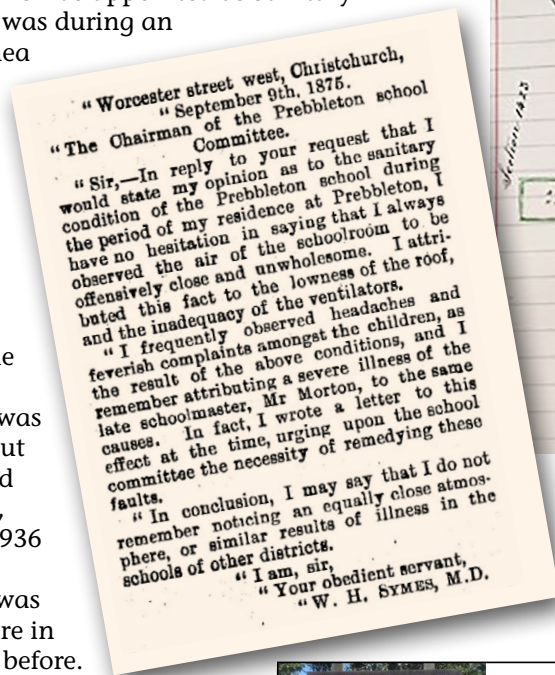 was during an
" Worcester street west, Christchurch,
" September 9th, 1875.
" The Chairman of the Prebbleton school
Committee.
" Sir,—In reply to your request that I
would state my opinion as to the sanitary
condition of the Prebbleton school during
the period of my residence at Prebbleton, I
have no hesitation in saying that I always
observed the air of the schoolroom to be
offensively close and unwholesome. I attri-
buted this fact to the lowness of the roof,
and the inadequacy of the ventilators.
" I frequently observed headaches and
feverish complaints amongst the children, as
the result of the above conditions, and I
remember attributing a severe illness of the
late schoolmaster, Mr Morton, to the same
causes. In fact, I wrote a letter to this
effect at the time, urging upon the school
committee the necessity of remedying these
faults.
" In conclusion, I may say that I do not
remember noticing an equally close atmos-
phere, or similar results of illness in the
schools of other districts.
" I am, sir,
" Your obedient servant,
" W. H. SYMES, M.D.
was
936
was
re in
before.
Section 1423